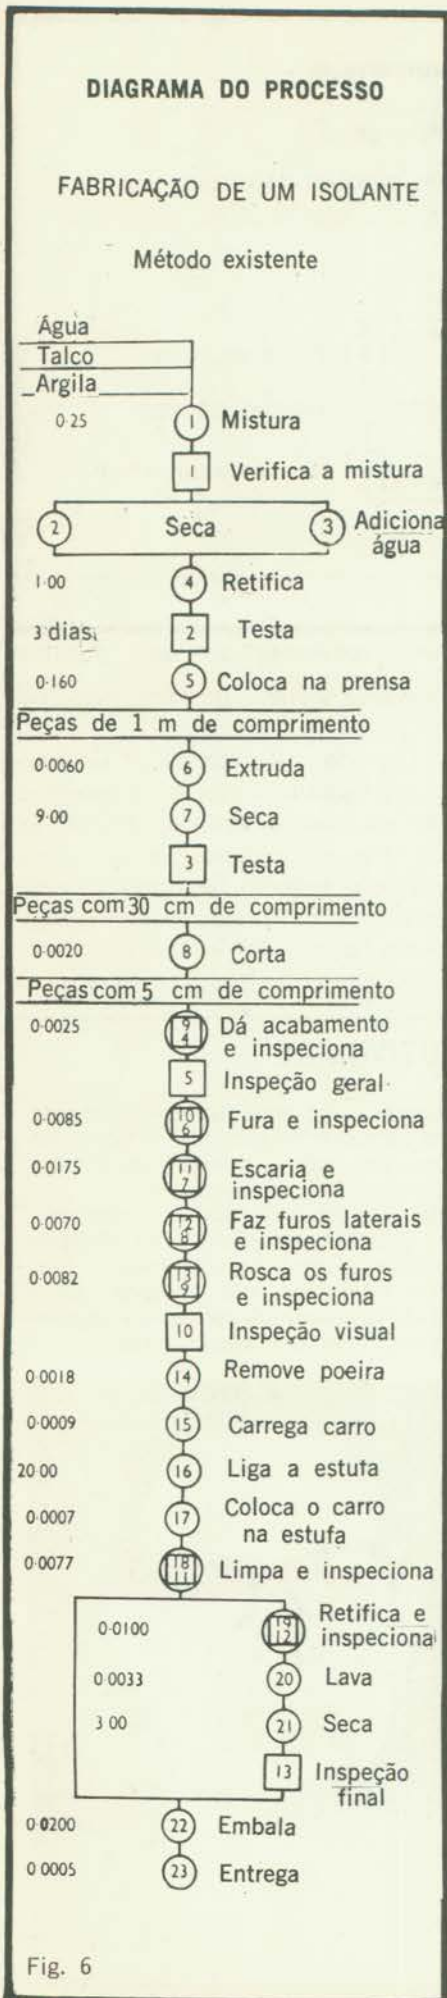 DIAGRAMA DO PROCESSO
FABRICAÇÃO DE UM ISOLANTE
Método existente
Água
Talco
Argila
0·25 1 Mistura
1 Verifica a mistura
2 Seca 3 Adiciona
água
1·00 4 Retifica
3 dias 2 Testa
0·160 5 Coloca na prensa
Peças de 1 m de comprimento
0·0060 6 Extruda
9·00 7 Seca
3 Testa
Peças com 30 cm de comprimento
0·0020 8 Corta
Peças com 5 cm de comprimento
0·0025 9 4 Dá acabamento
e inspeciona
5 Inspeção geral
0·0085 10 6 Fura e inspeciona
0·0175 11 7 Escaria e
inspeciona
0·0070 12 8 Faz furos laterais
e inspeciona
0·0082 13 9 Rosca os furos
e inspeciona
10 Inspeção visual
0·0018 14 Remove poeira
0·0009 15 Carrega carro
20·00 16 Liga a estufa
0·0007 17 Coloca o carro
na estufa
0·0077 18 11 Limpa e inspeciona
0·0100 19 12 Retifica e
inspeciona
0·0033 20 Lava
3·00 21 Seca
13 Inspeção
final
0·0200 22 Embala
0·0005 23 Entrega
Fig. 6